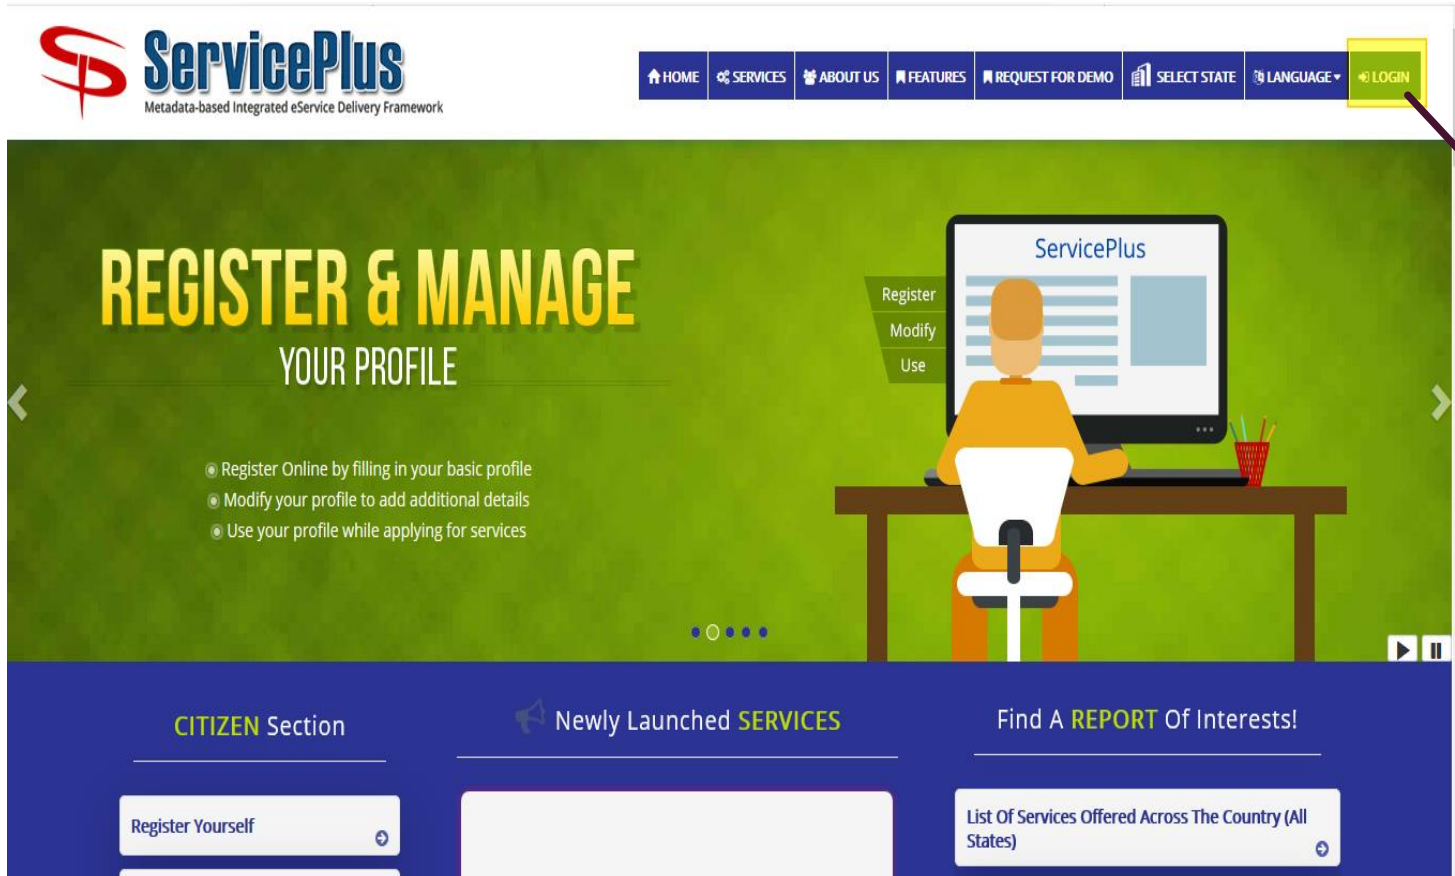 ServicePlus
Metadata-based Integrated eService Delivery Framework
HOME SERVICES ABOUT US FEATURES REQUEST FOR DEMO SELECT STATE LANGUAGE LOGIN
REGISTER & MANAGE
YOUR PROFILE
Register Online by filling in your basic profile
Modify your profile to add additional details
Use your profile while applying for services
ServicePlus
Register
Modify
Use
CITIZEN Section
Register Yourself
Newly Launched SERVICES
Find A REPORT Of Interests!
List Of Services Offered Across The Country (All
States)